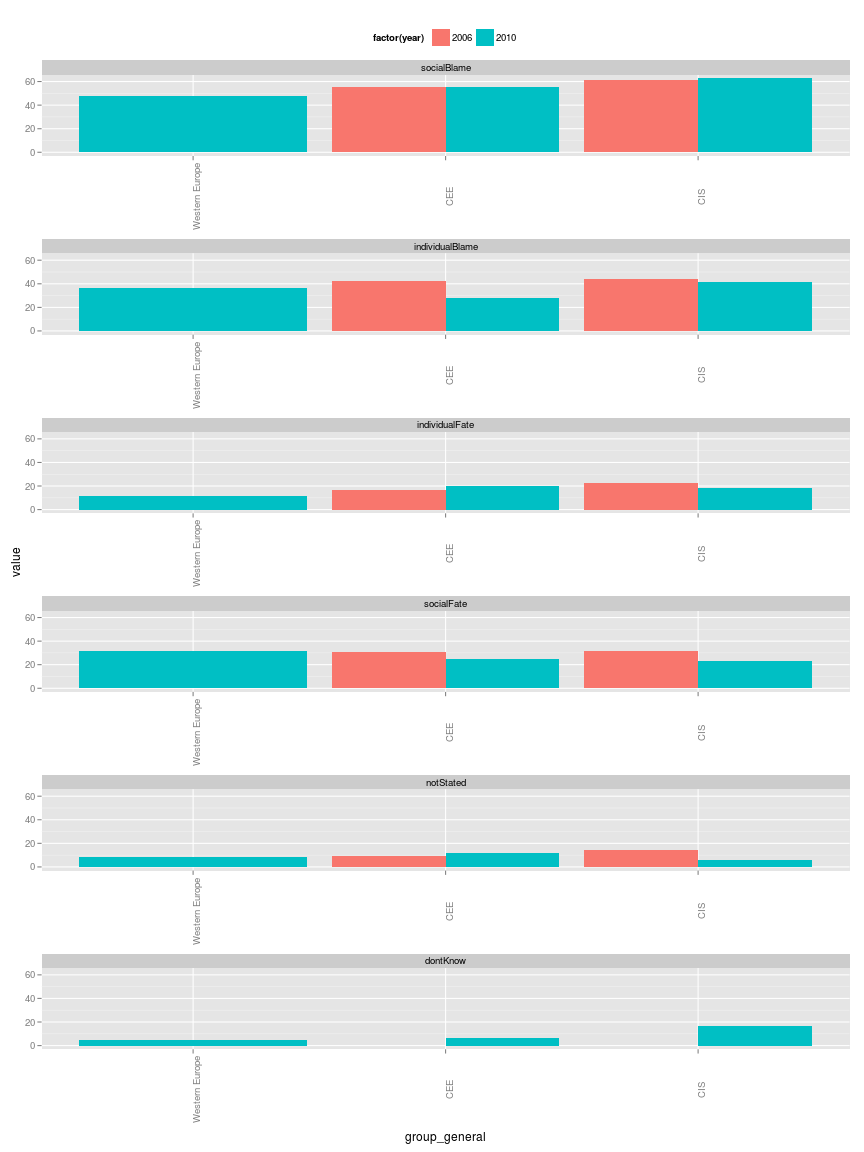 factor(year) 2006 2010
socialBlame
60
40
20
0
Western Europe
CEE
CIS
individualBlame
60
40
20
0
Western Europe
CEE
CIS
individualFate
60
40
20
0
Western Europe
CEE
CIS
value
socialFate
60
40
20
0
Western Europe
CEE
CIS
notStated
60
40
20
0
Western Europe
CEE
CIS
dontKnow
60
40
20
0
Western Europe
CEE
CIS
group_general